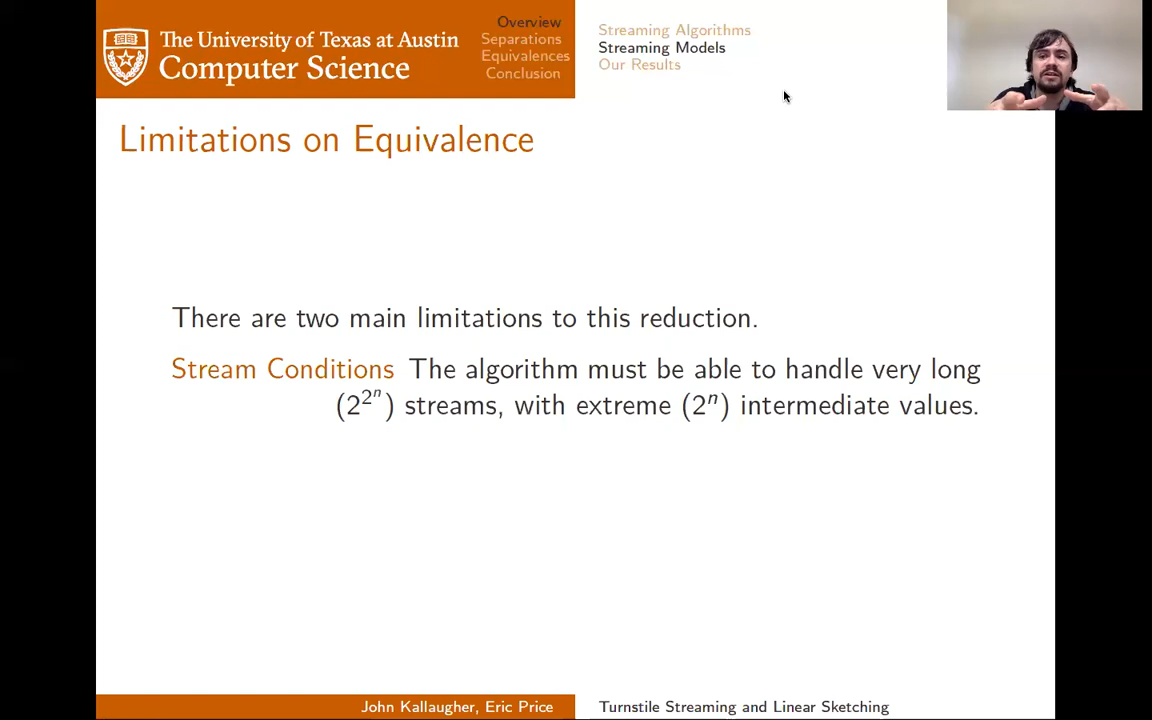 The University of Texas at Austin
Computer Science
Overview
Separations
Equivalences
Conclusion
Streaming Algorithms
Streaming Models
Our Results
Limitations on Equivalence
There are two main limitations to this reduction.
Stream Conditions The algorithm must be able to handle very long
(2^{2^n}) streams, with extreme (2^n) intermediate values.
John Kallaugher, Eric Price
Turnstile Streaming and Linear Sketching